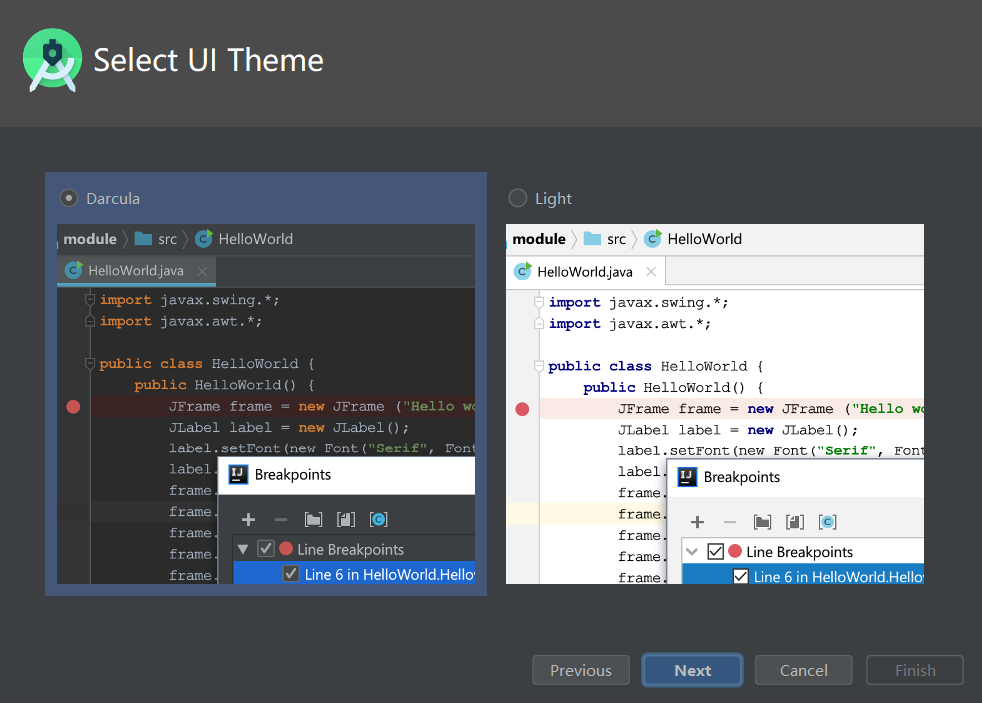 Select UI Theme
Darcula
module src HelloWorld
HelloWorld.java
import javax.swing.*;
import javax.awt.*;
public class HelloWorld {
public HelloWorld() {
JFrame frame = new JFrame ("Hello wo
JLabel label = new JLabel();
label.setFont(new Font("Serif", Font
label.
frame.
frame.
frame.
frame.
frame.
IJ Breakpoints
Line Breakpoints
Line 6 in HelloWorld.Hello
Light
module src HelloWorld
HelloWorld.java
import javax.swing.*;
import javax.awt.*;
public class HelloWorld {
public HelloWorld() {
JFrame frame = new JFrame ("Hello wo
JLabel label = new JLabel();
label.setFont(new Font("Serif", Font
label.
frame.
frame.
frame.
frame.
frame.
IJ Breakpoints
Line Breakpoints
Line 6 in HelloWorld.Hello
Previous
Next
Cancel
Finish